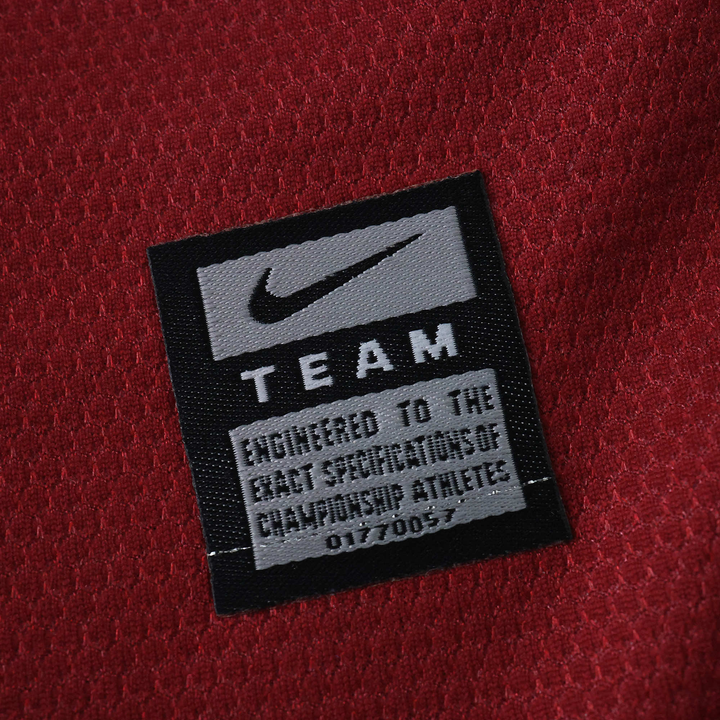 TEAM
ENGINEERED TO THE
EXACT SPECIFICATIONS OF
CHAMPIONSHIP ATHLETES
01770057